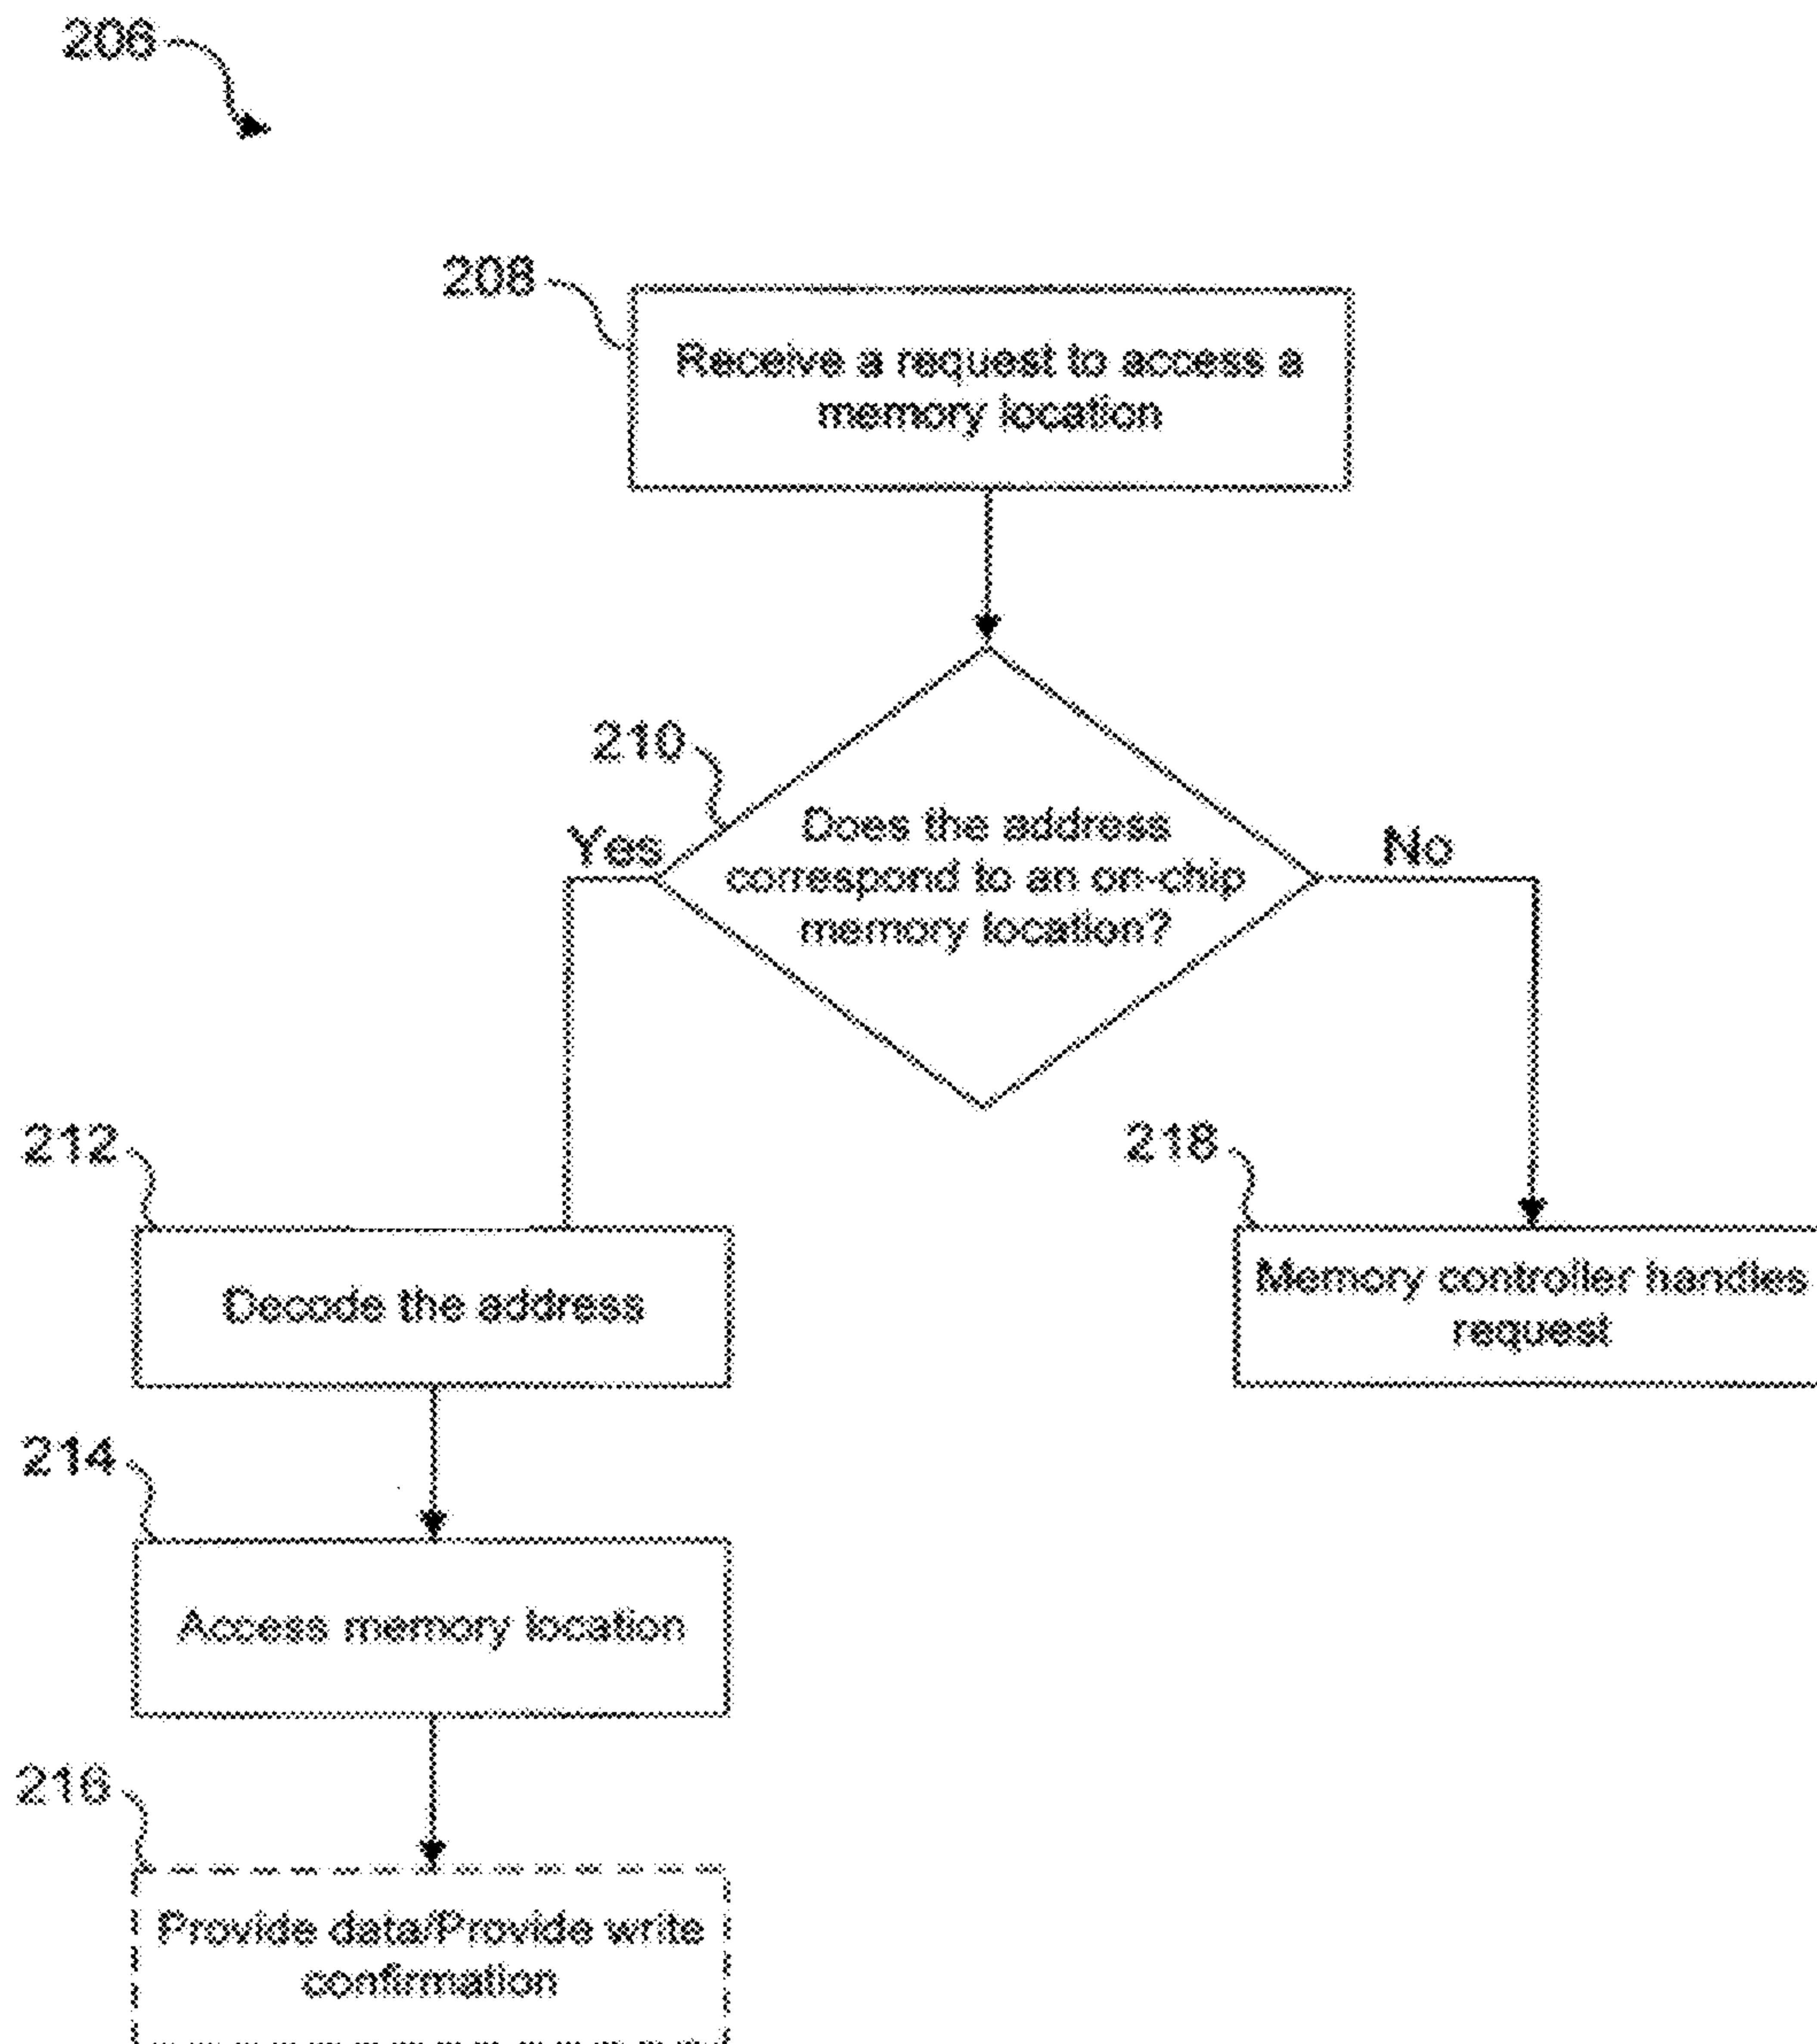 206
208
Receive a request to access a
memory location
210
Yes
Does the address
correspond to an on-chip
memory location?
No
212
218
Decode the address
Memory controller handles
request
214
Access memory location
216
Provide data/Provide write
confirmation